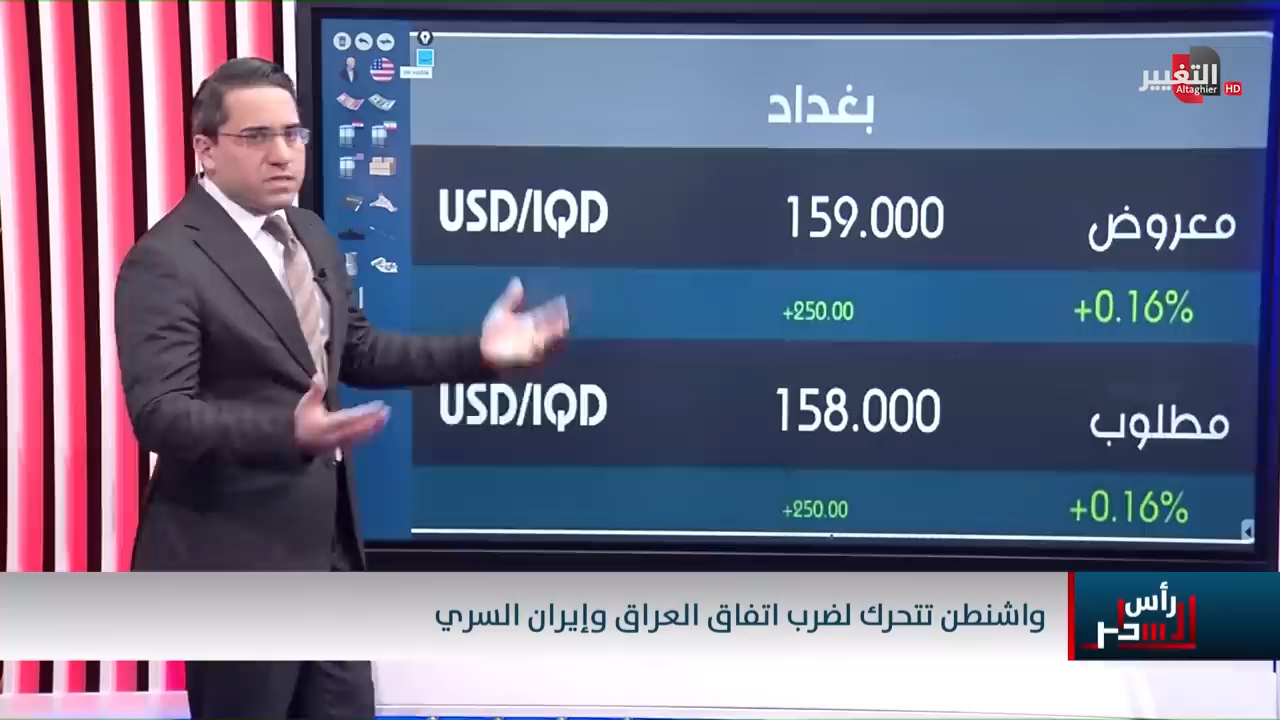 التغيير
Altaghier HD
بغداد
معروض 159.000 USD/IQD
+0.16% +250.00
مطلوب 158.000 USD/IQD
+0.16% +250.00
رأس
السطر
واشنطن تتحرك لضرب اتفاق العراق وإيران السري